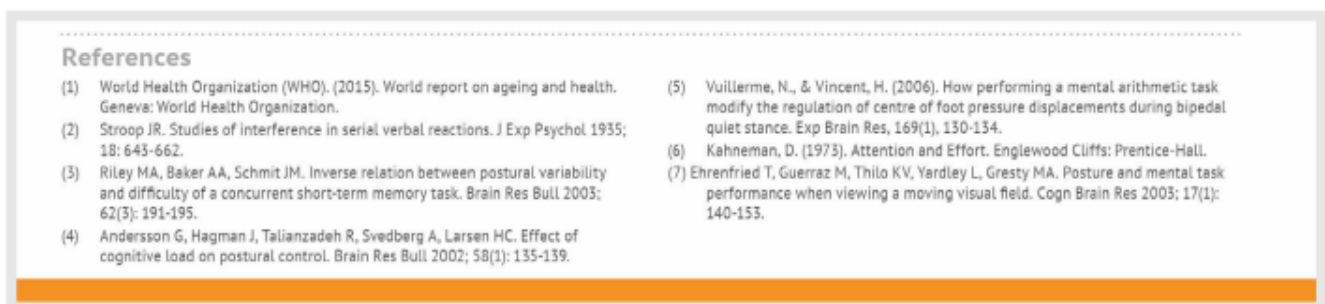 References
(1) World Health Organization (WHO). (2015). World report on ageing and health.
Geneva: World Health Organization.
(2) Stroop JR. Studies of interference in serial verbal reactions. J Exp Psychol 1935;
18: 643-662.
(3) Riley MA, Baker AA, Schmit JM. Inverse relation between postural variability
and difficulty of a concurrent short-term memory task. Brain Res Bull 2003;
62(3): 191-195.
(4) Andersson G, Hagman J, Talianzadeh R, Svedberg A, Larsen HC. Effect of
cognitive load on postural control. Brain Res Bull 2002; 58(1): 135-139.
(5) Vuillerme, N., & Vincent, H. (2006). How performing a mental arithmetic task
modify the regulation of centre of foot pressure displacements during bipedal
quiet stance. Exp Brain Res, 169(1), 130-134.
(6) Kahneman, D. (1973). Attention and Effort. Englewood Cliffs: Prentice-Hall.
(7) Ehrenfried T, Guerraz M, Thilo KV, Yardley L, Gresty MA. Posture and mental task
performance when viewing a moving visual field. Cogn Brain Res 2003; 17(1):
140-153.